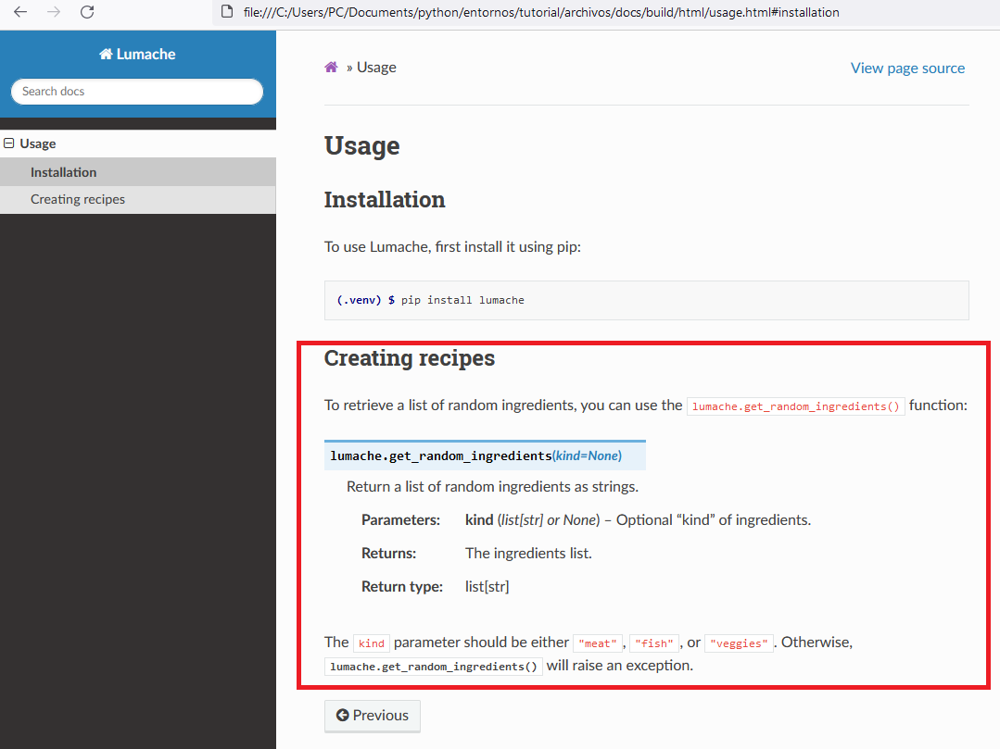 file:///C:/Users/PC/Documents/python/entornos/tutorial/archivos/docs/build/html/usage.html#installation
Lumache
Search docs
Usage
Installation
Creating recipes
» Usage
View page source
Usage
Installation
To use Lumache, first install it using pip:
(.venv) $ pip install lumache
Creating recipes
To retrieve a list of random ingredients, you can use the lumache.get_random_ingredients() function:
lumache.get_random_ingredients(kind=None)
Return a list of random ingredients as strings.
Parameters: kind (list[str] or None) – Optional “kind” of ingredients.
Returns: The ingredients list.
Return type: list[str]
The kind parameter should be either "meat", "fish", or "veggies". Otherwise,
lumache.get_random_ingredients() will raise an exception.
Previous